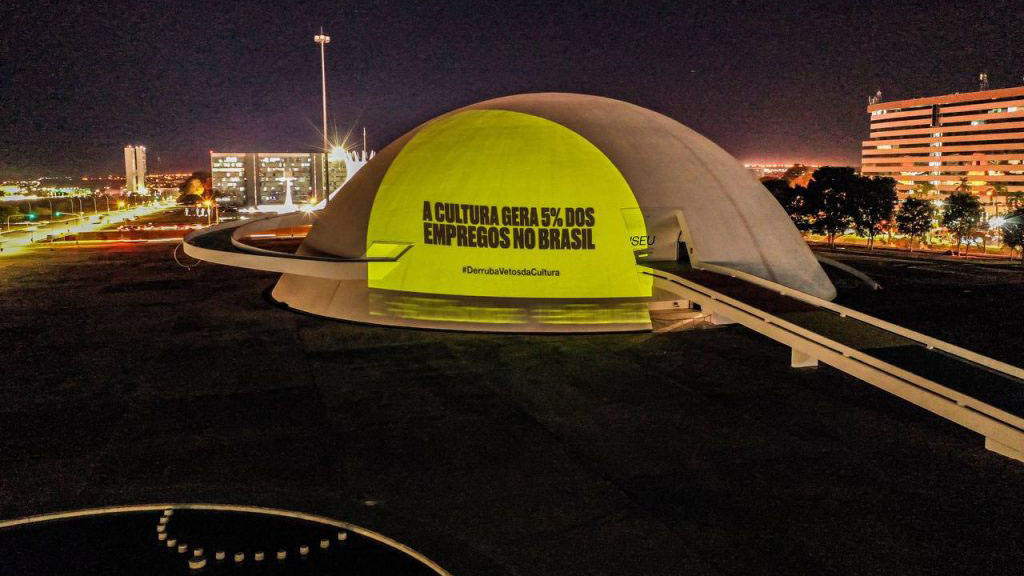 A CULTURA GERA 5% DOS
EMPREGOS NO BRASIL
#DerrubaVetosdaCultura